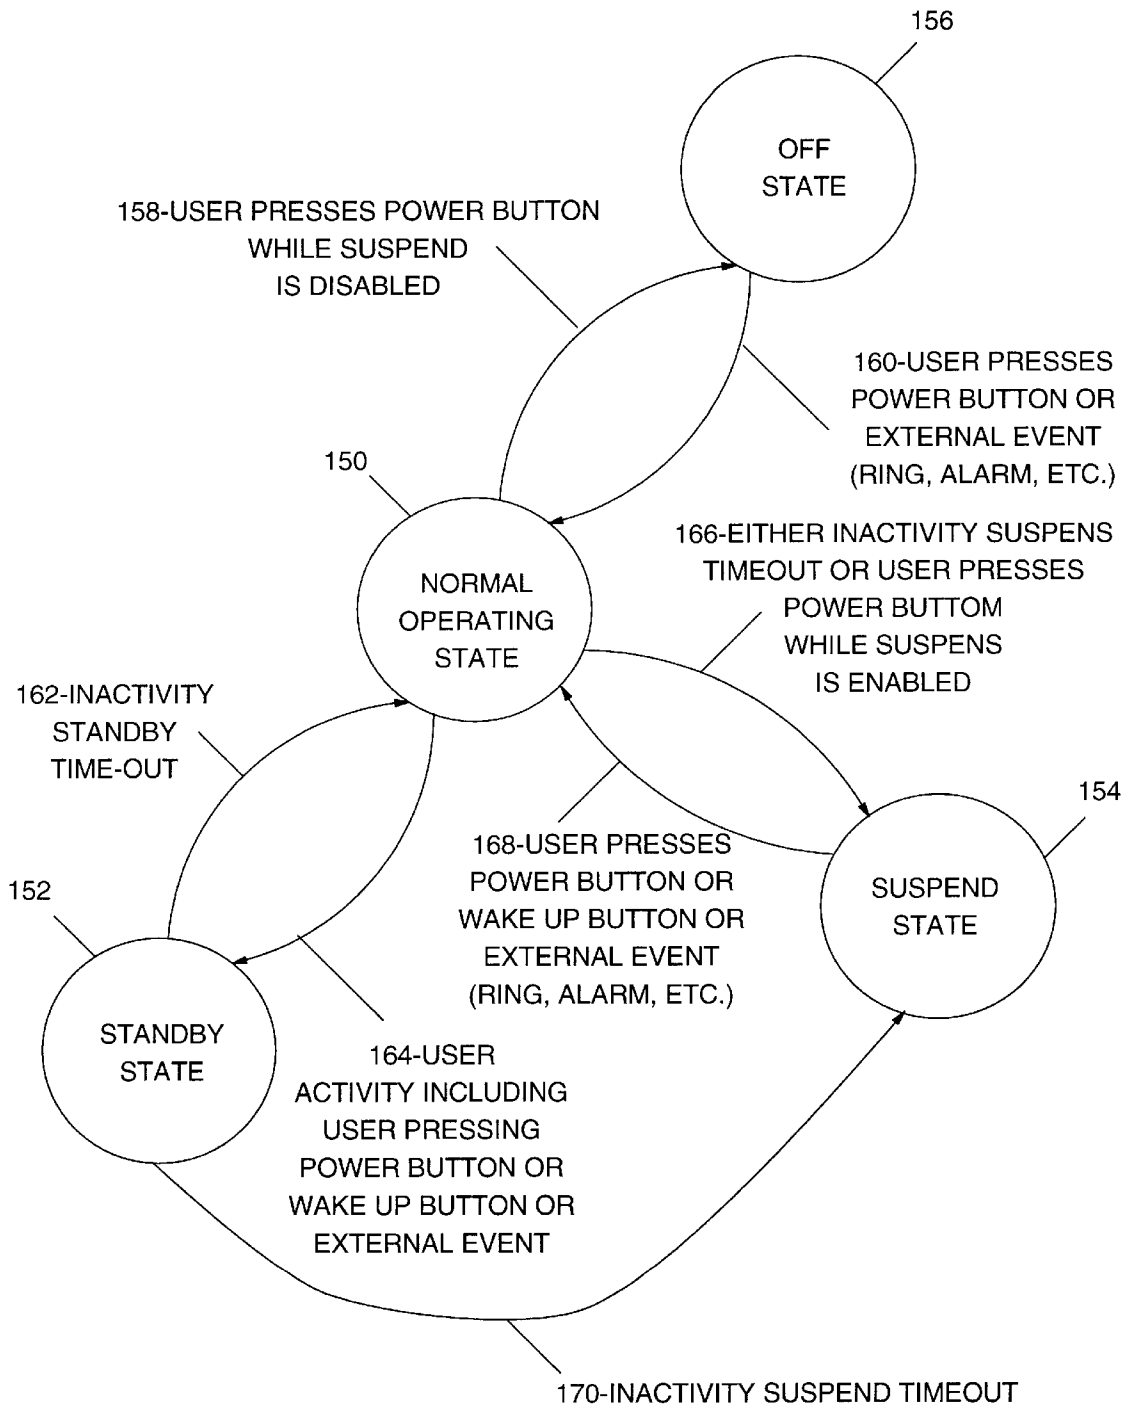 156
OFF
STATE
158-USER PRESSES POWER BUTTON
WHILE SUSPEND
IS DISABLED
160-USER PRESSES
POWER BUTTON OR
EXTERNAL EVENT
(RING, ALARM, ETC.)
150
NORMAL
OPERATING
STATE
166-EITHER INACTIVITY SUSPENS
TIMEOUT OR USER PRESSES
POWER BUTTOM
WHILE SUSPENS
IS ENABLED
162-INACTIVITY
STANDBY
TIME-OUT
154
SUSPEND
STATE
168-USER PRESSES
POWER BUTTON OR
WAKE UP BUTTON OR
EXTERNAL EVENT
(RING, ALARM, ETC.)
152
STANDBY
STATE
164-USER
ACTIVITY INCLUDING
USER PRESSING
POWER BUTTON OR
WAKE UP BUTTON OR
EXTERNAL EVENT
170-INACTIVITY SUSPEND TIMEOUT